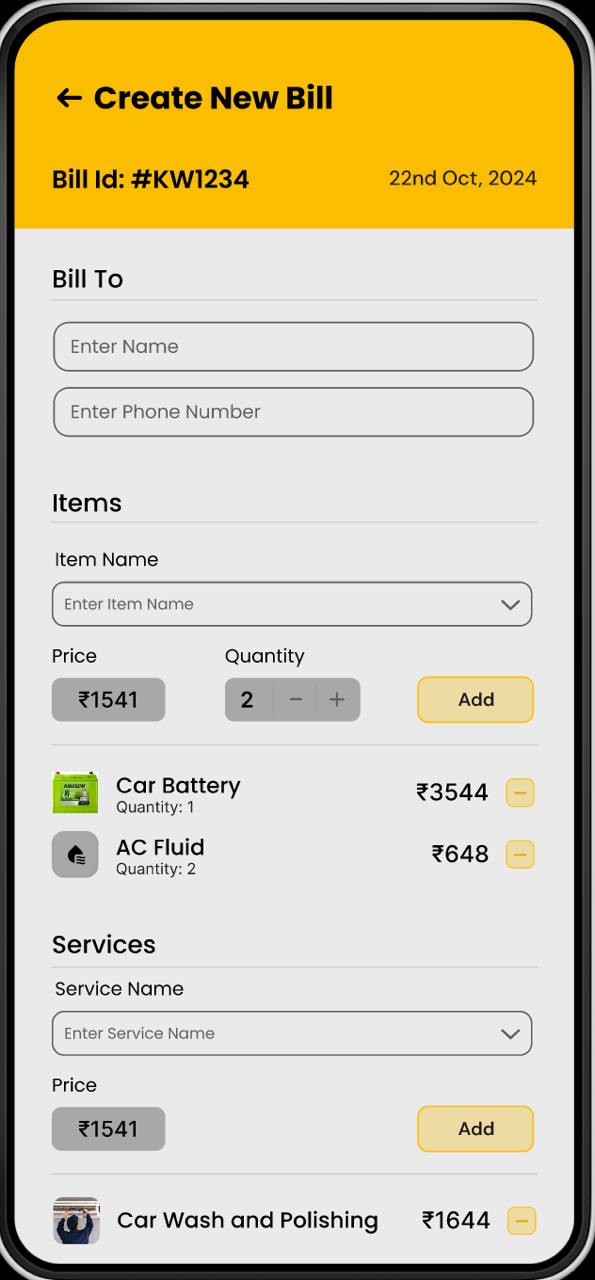 Create New Bill
Bill Id: #KW1234 22nd Oct, 2024
Bill To
Enter Name
Enter Phone Number
Items
Item Name
Enter Item Name
Price Quantity
₹1541 2 − + Add
AMARON
Car Battery ₹3544 −
Quantity: 1
AC Fluid ₹648 −
Quantity: 2
Services
Service Name
Enter Service Name
Price
₹1541 Add
Car Wash and Polishing ₹1644 −